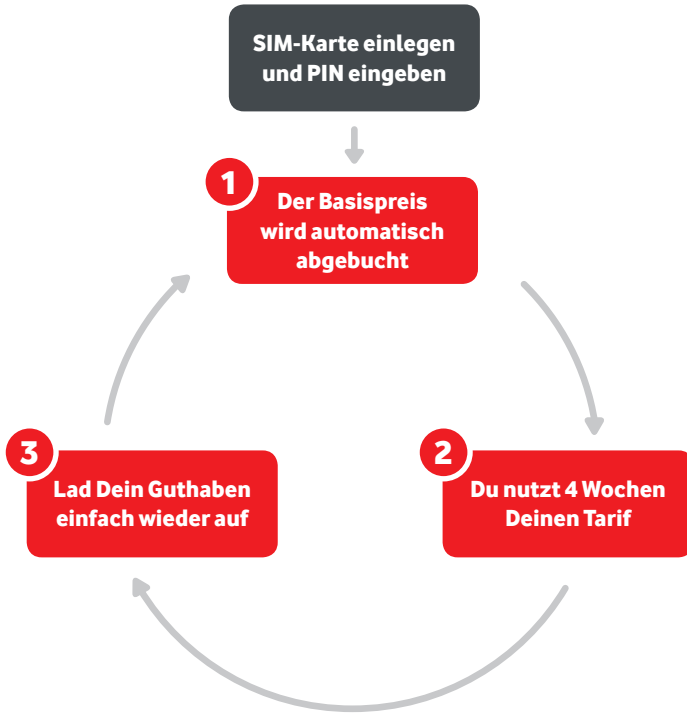 SIM-Karte einlegen
und PIN eingeben
1
Der Basispreis
wird automatisch
abgebucht
2
Du nutzt 4 Wochen
Deinen Tarif
3
Lad Dein Guthaben
einfach wieder auf